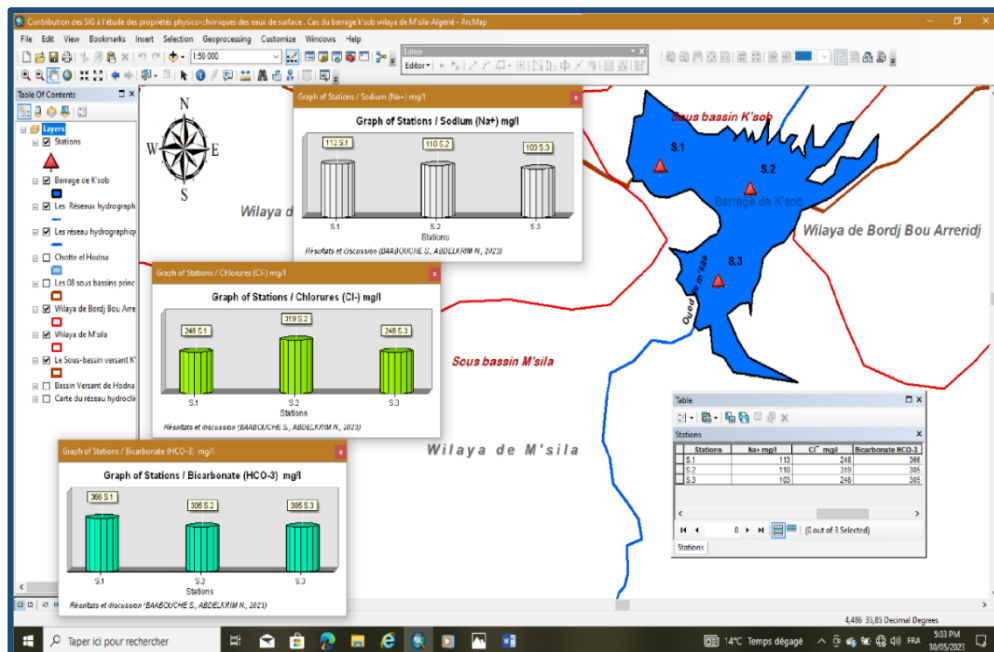 Contribution des SIG à l'étude des propriétés physico-chimiques des eaux de surface . Cas du barrage k'sob wilaya de M'sila-Algérié - ArcMap
File Edit View Bookmarks Insert Selection Geoprocessing Customize Windows Help
1:50 000
Editor
Editor
Table Of Contents
Layers
Stations
Barrage de K'sob
Les Réseux hydrograph
Les réseau hydrographiqu
Chotte el Hodna
Les 08 sous bassins princ
Wilaya de Bordj Bou Arre
Wilaya de M'sila
Le Sous-bassin versant K'
Bassin Versant de Hodna
Carte du réseau hydroclir
N
W E
S
Wilaya d
Graph of Stations / Sodium (Na+) mg/l
Graph of Stations / Sodium (Na+) mg/l
113 S.1
110 S.2
103 S.3
S.1 S.2 S.3
Stations
Résultats et discussion (BAABOUCHE S., ABDELKRIM N., 2023)
Graph of Stations / Chlorures (Cl-) mg/l
Graph of Stations / Chlorures (Cl-) mg/l
248 S.1
319 S.2
248 S.3
S.1 S.2 S.3
Stations
Résultats et discussion (BAABOUCHE S., ABDELKRIM N., 2023)
Graph of Stations / Bicarbonate (HCO-3) mg/l
Graph of Stations / Bicarbonate (HCO-3) mg/l
366 S.1
305 S.2
305 S.3
S.1 S.2 S.3
Stations
Résultats et discussion (BAABOUCHE S., ABDELKRIM N., 2023)
Sous bassin K'sob
S.1
S.2
Barrage de K'sob
Wilaya de Bordj Bou Arreridj
S.3
Oued de m'sila
Sous bassin M'sila
Wilaya de M'sila
Table
Stations
Stations Na+ mg/l Cl¯ mg/l Bicarbonate HCO-3
S.1 113 248 366
S.2 110 319 305
S.3 103 248 305
0 (0 out of 3 Selected)
Stations
4,486 35,85 Decimal Degrees
Taper ici pour rechercher
14°C Temps dégagé
FRA
5:33 PM
30/05/2023